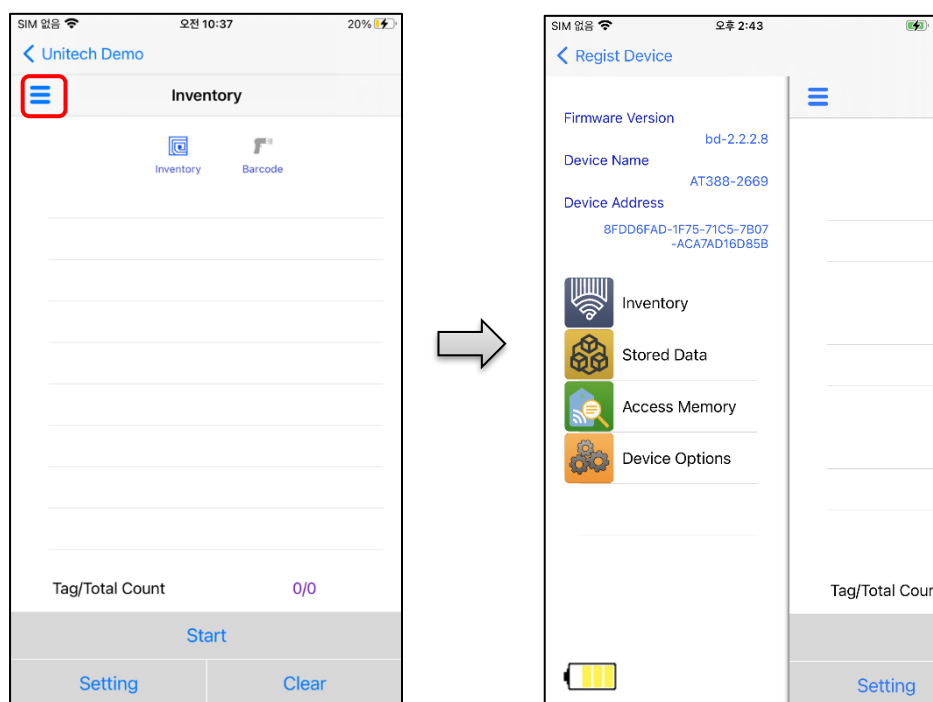 SIM 없음 오전 10:37 20%
Unitech Demo
Inventory
Inventory Barcode
Tag/Total Count 0/0
Start
Setting Clear
SIM 없음 오후 2:43
Regist Device
Firmware Version
bd-2.2.2.8
Device Name
AT388-2669
Device Address
8FDD6FAD-1F75-71C5-7B07
-ACA7AD16D85B
Inventory
Stored Data
Access Memory
Device Options
Tag/Total Coun
Setting